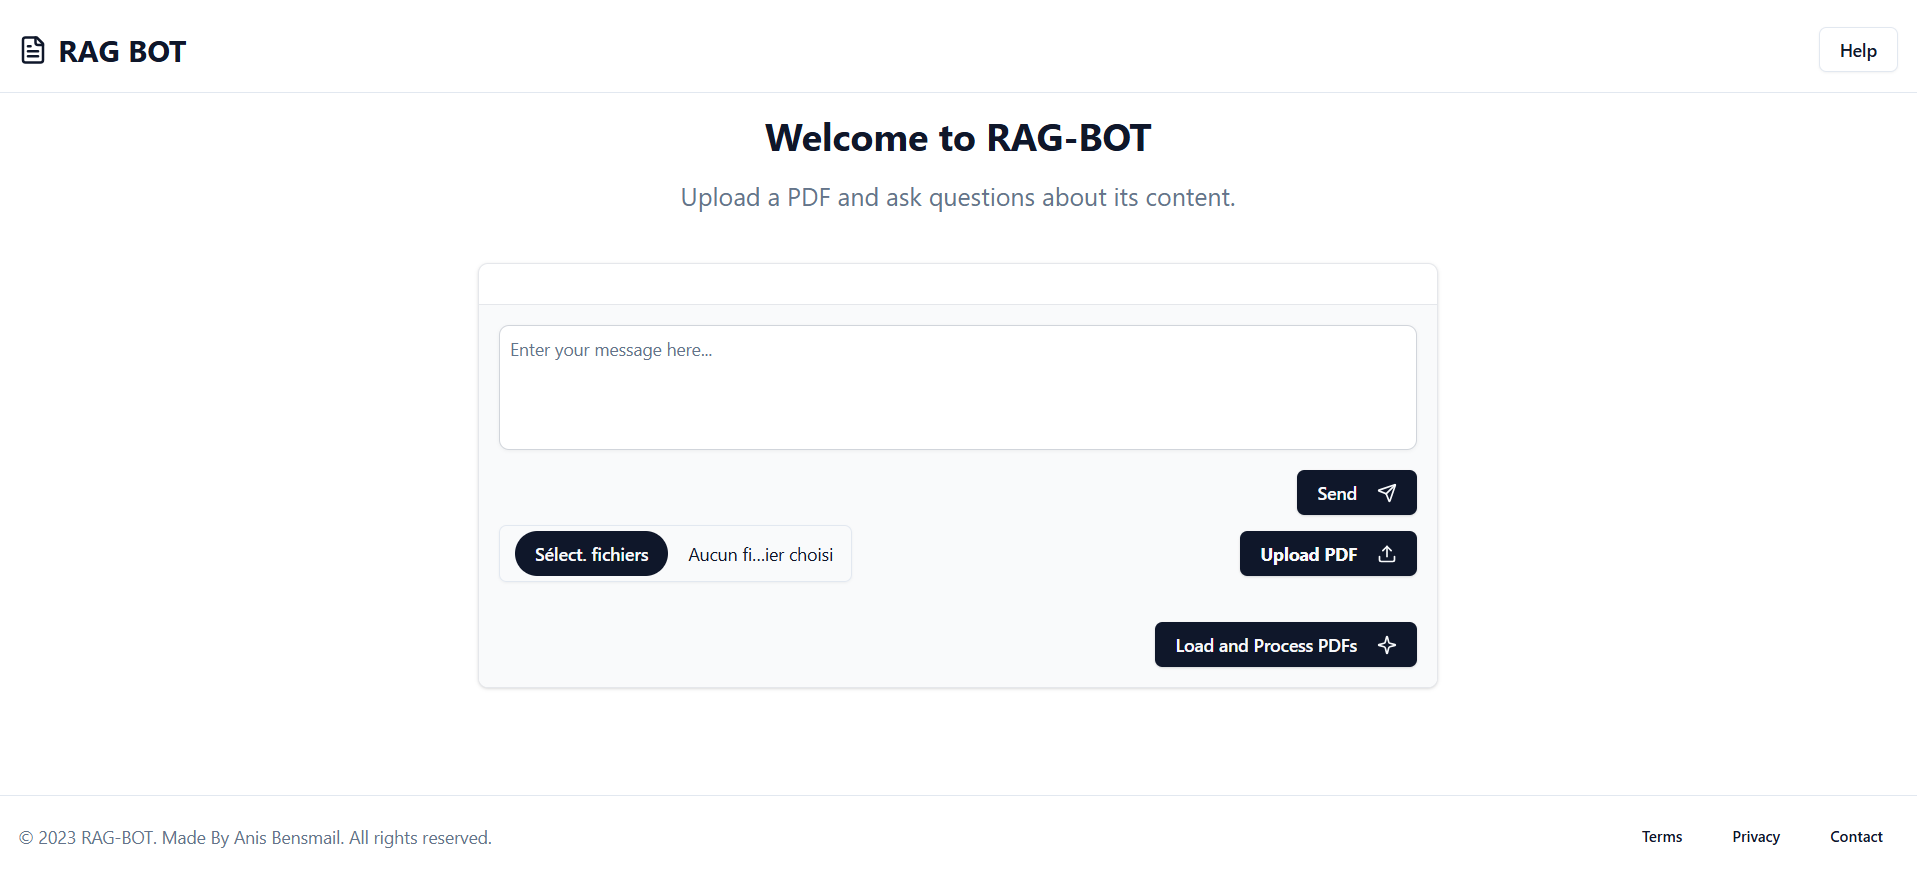 RAG BOT
Help
Welcome to RAG-BOT
Upload a PDF and ask questions about its content.
Enter your message here...
Send
Sélect. fichiers
Aucun fi...ier choisi
Upload PDF
Load and Process PDFs
© 2023 RAG-BOT. Made By Anis Bensmail. All rights reserved.
Terms
Privacy
Contact